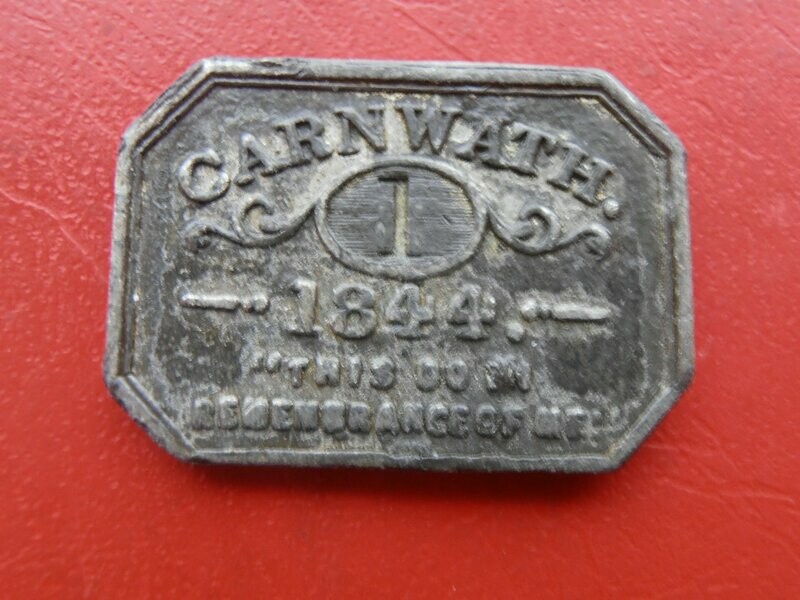 CARNWATH.
1
1844.
"THIS DO IN
REMEMBRANCE OF ME"